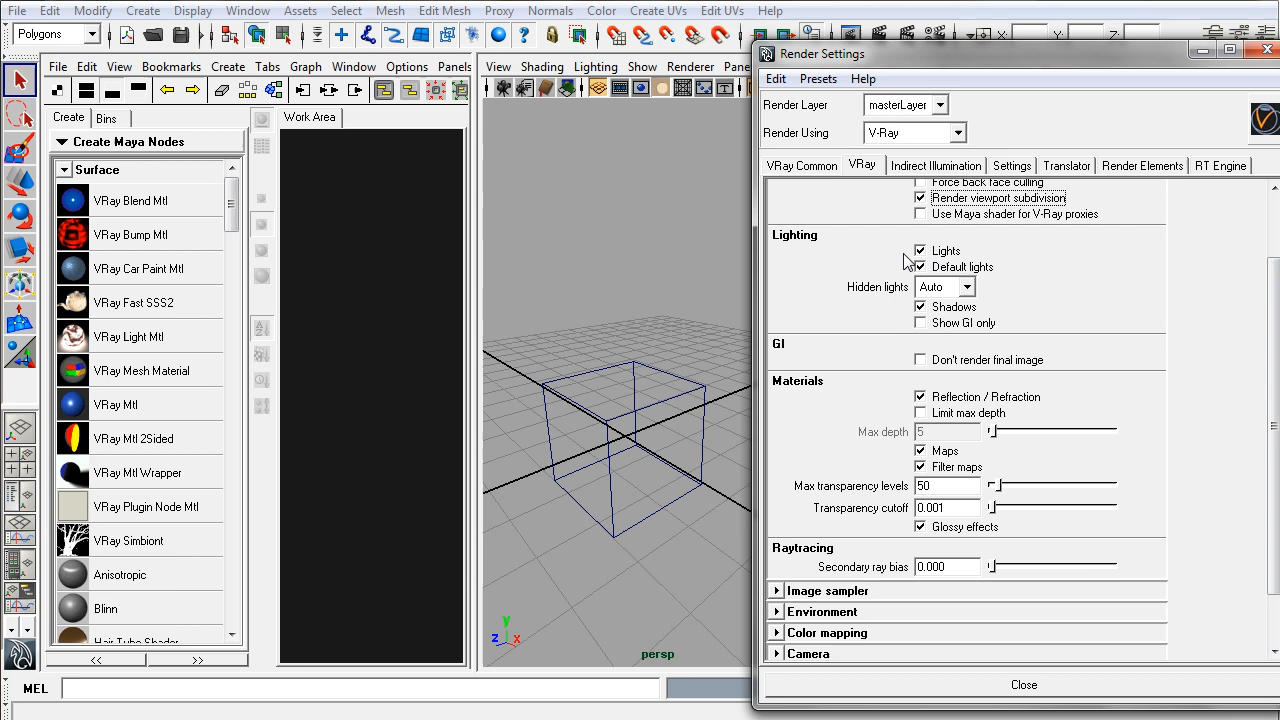 File Edit Modify Create Display Window Assets Select Mesh Edit Mesh Proxy Normals Color Create UVs Edit UVs Help
Polygons
X: Y: Z:
File Edit View Bookmarks Create Tabs Graph Window Options Panels
View Shading Lighting Show Renderer
Create Bins
Work Area
Create Maya Nodes
Surface
VRay Blend Mtl
VRay Bump Mtl
VRay Car Paint Mtl
VRay Fast SSS2
VRay Light Mtl
VRay Mesh Material
VRay Mtl
VRay Mtl 2Sided
VRay Mtl Wrapper
VRay Plugin Node Mtl
VRay Simbiont
Anisotropic
Blinn
Hair Tube Shader
<< >>
y
z x
persp
MEL
Render Settings
Edit Presets Help
Render Layer masterLayer
Render Using V-Ray
VRay Common VRay Indirect Illumination Settings Translator Render Elements RT Engine
Force back face culling
Render viewport subdivision
Use Maya shader for V-Ray proxies
Lighting
Lights
Default lights
Hidden lights Auto
Shadows
Show GI only
GI
Don't render final image
Materials
Reflection / Refraction
Limit max depth
Max depth 5
Maps
Filter maps
Max transparency levels 50
Transparency cutoff 0.001
Glossy effects
Raytracing
Secondary ray bias 0.000
Image sampler
Environment
Color mapping
Camera
Close